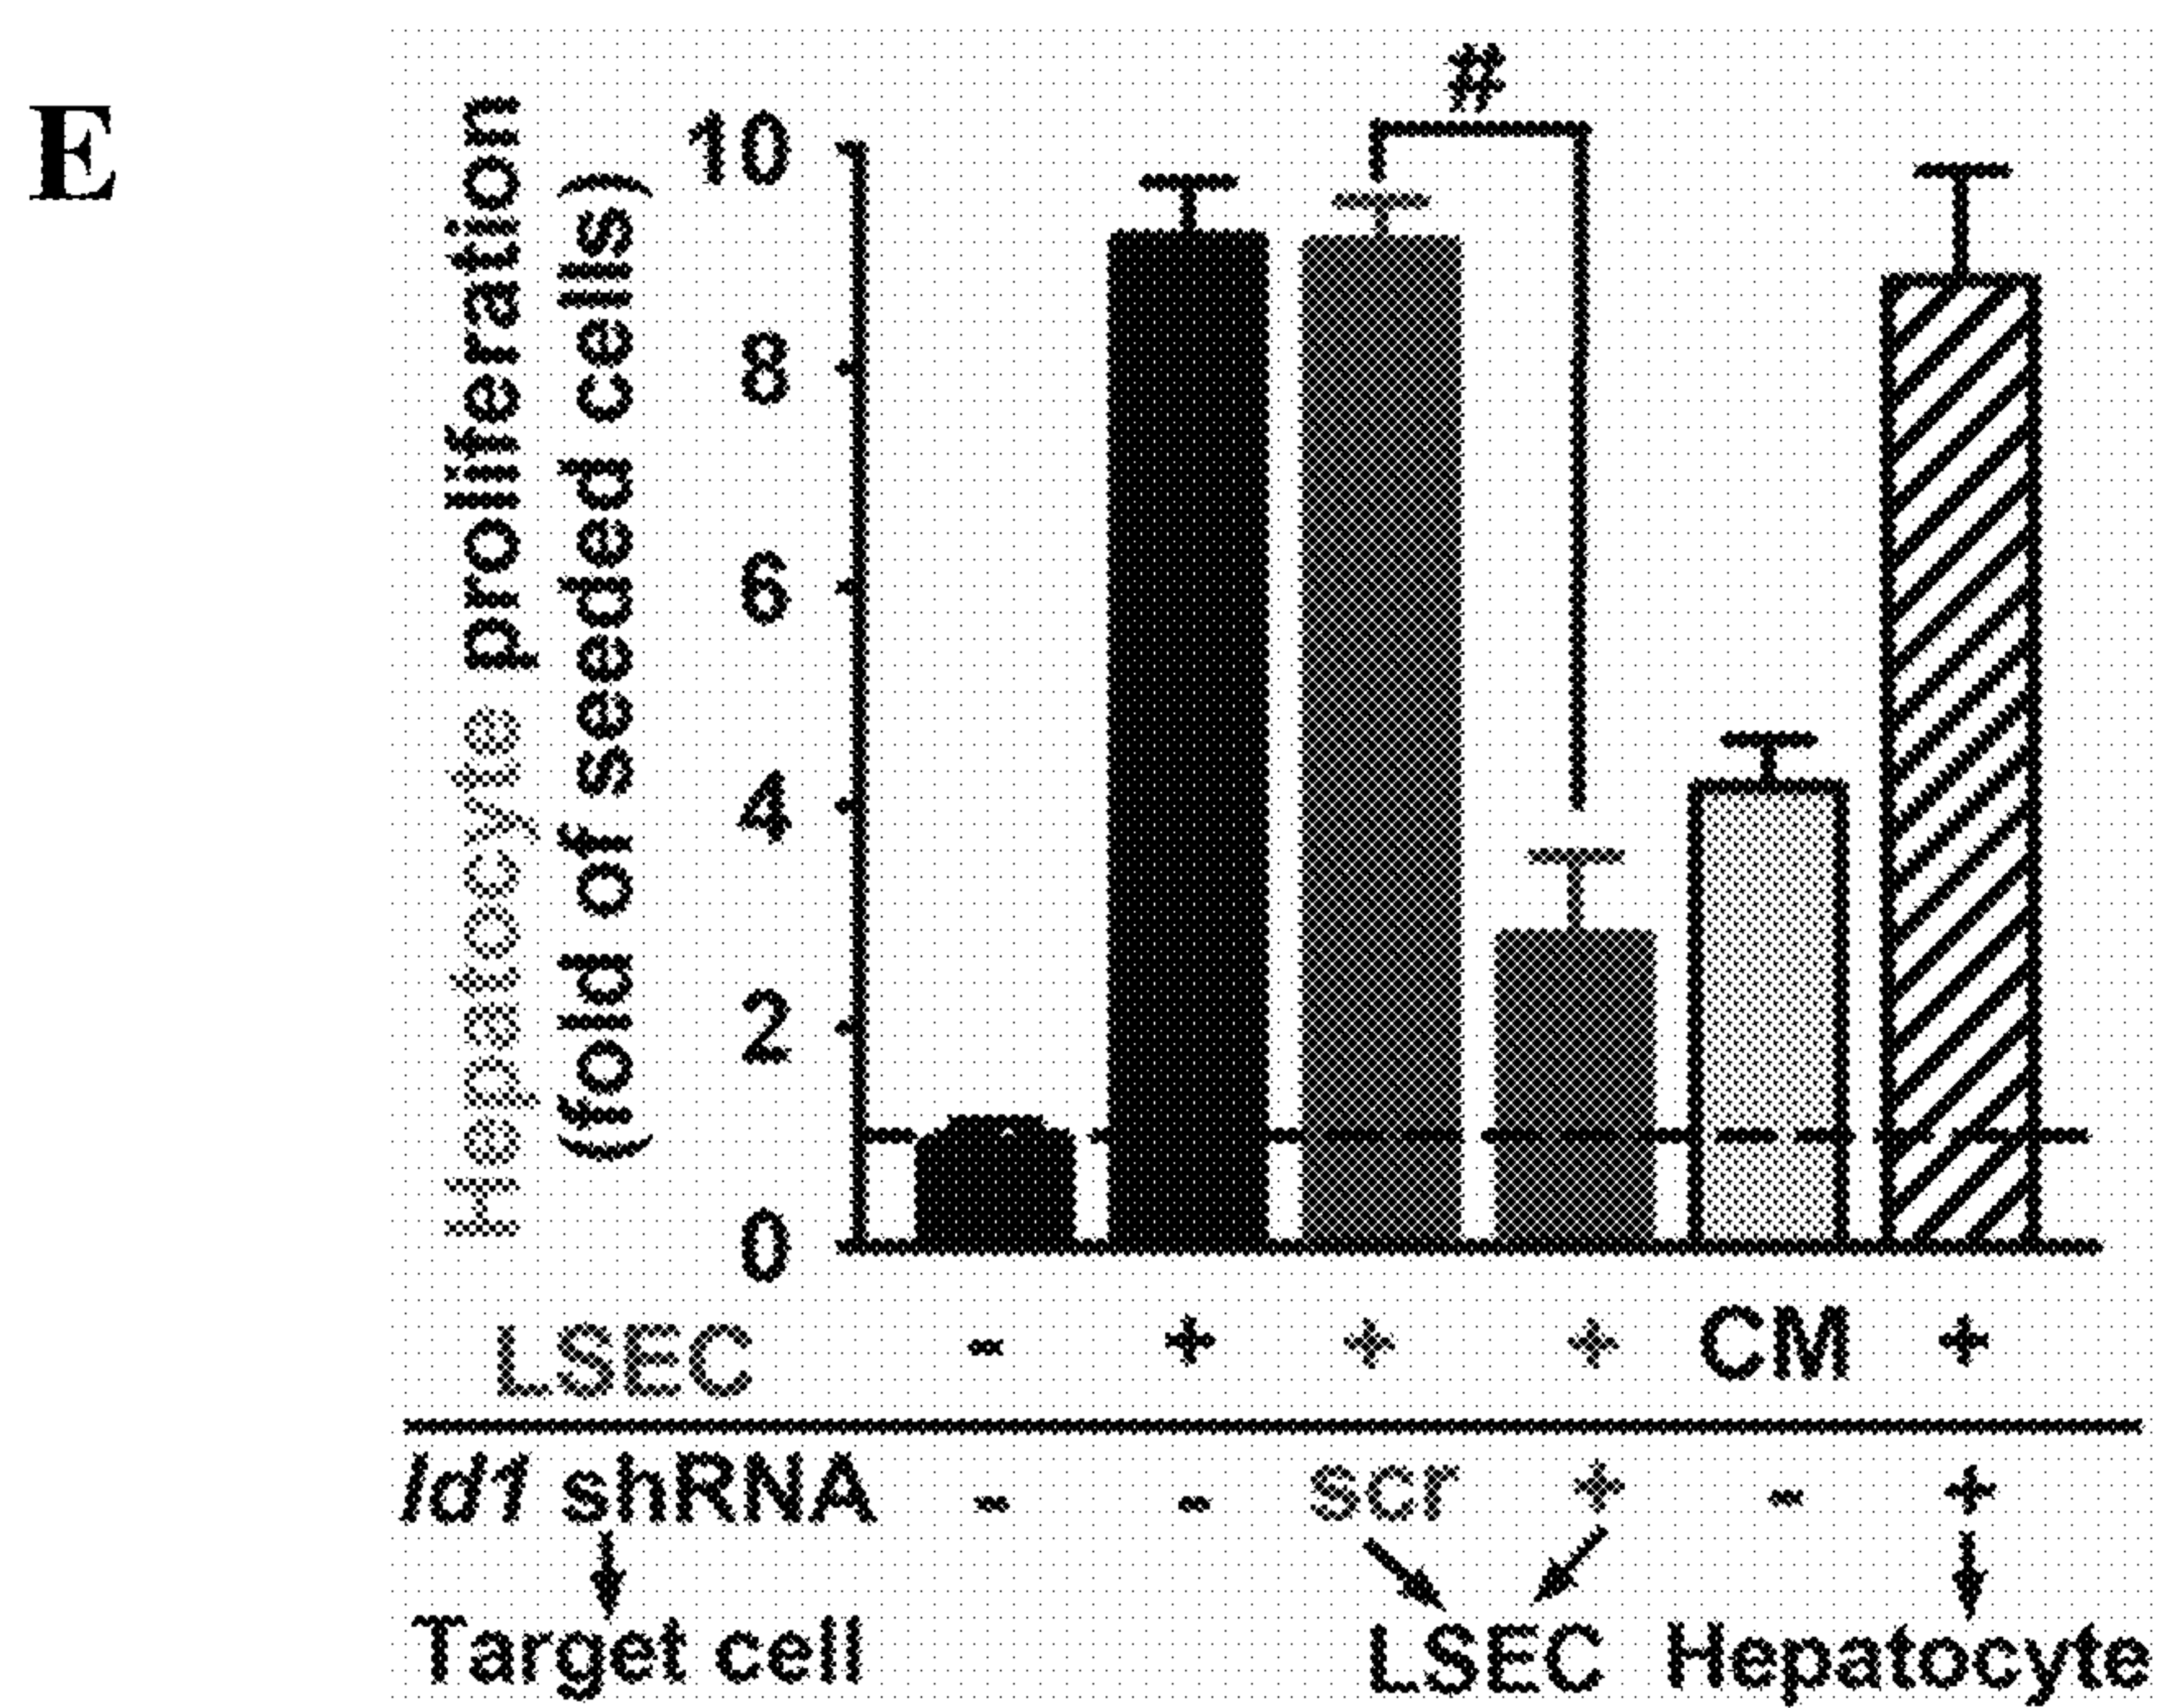 E
#
Hepatocyte proliferation
(fold of seeded cells)
10
8
6
4
2
0
LSEC - + + + CM +
Id1 shRNA - - scr + - +
Target cell LSEC Hepatocyte